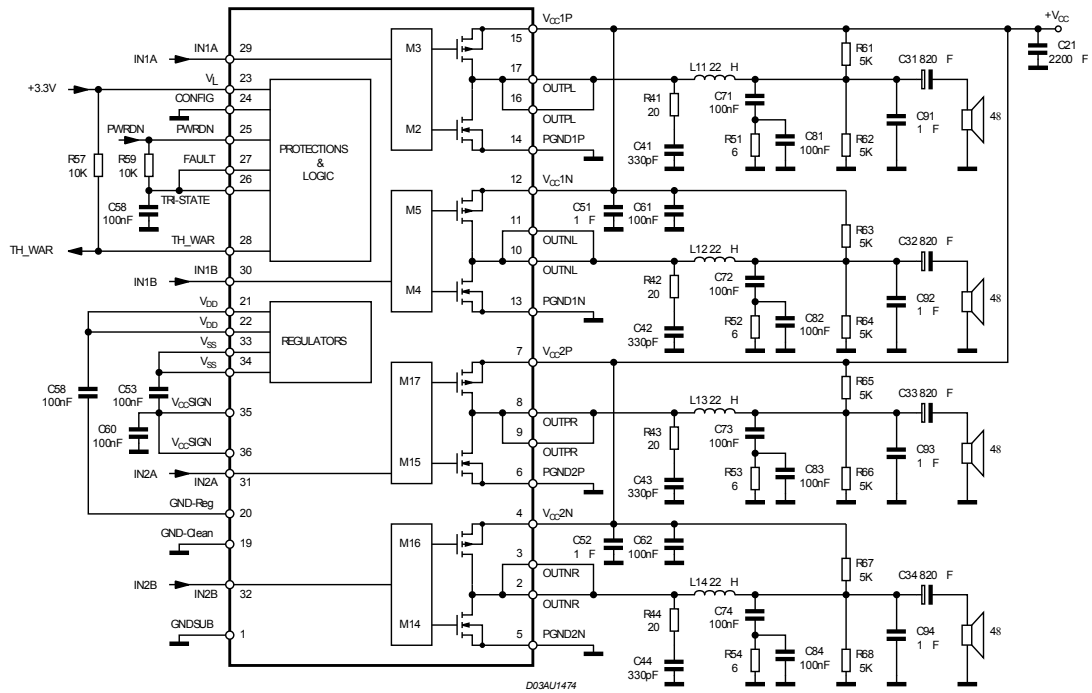 VCC1P
+VCC
IN1A
29
M3
15
R61
5K
C31 820 F
C21
2200 F
IN1A
VL
23
17
L11 22 H
+3.3V
CONFIG
24
OUTPL
16
OUTPL
R41
20
C71
100nF
48
PWRDN
PWRDN
25
M2
14
PGND1P
R51
6
C81
100nF
R62
5K
C91
1 F
R57
10K
R59
10K
FAULT
27
PROTECTIONS
&
LOGIC
C41
330pF
26
TRI-STATE
12
VCC1N
C58
100nF
M5
C51
1 F
C61
100nF
11
OUTNL
R63
5K
C32 820 F
TH_WAR
TH_WAR
28
10
OUTNL
L12 22 H
IN1B
IN1B
30
M4
R42
20
C72
100nF
48
VDD
21
13
PGND1N
VDD
22
R52
6
C82
100nF
R64
5K
C92
1 F
VSS
33
REGULATORS
C42
330pF
VSS
34
7
VCC2P
C58
100nF
C53
100nF
M17
R65
5K
C33 820 F
VCCSIGN
35
8
OUTPR
L13 22 H
C60
100nF
VCCSIGN
36
9
OUTPR
R43
20
C73
100nF
48
IN2A
IN2A
31
M15
6
PGND2P
R53
6
C83
100nF
R66
5K
C93
1 F
C43
330pF
GND-Reg
20
4
VCC2N
GND-Clean
19
M16
C52
1 F
C62
100nF
3
OUTNR
R67
5K
C34 820 F
IN2B
IN2B
32
2
OUTNR
L14 22 H
M14
R44
20
C74
100nF
48
GNDSUB
1
5
PGND2N
R54
6
C84
100nF
R68
5K
C94
1 F
C44
330pF
D03AU1474